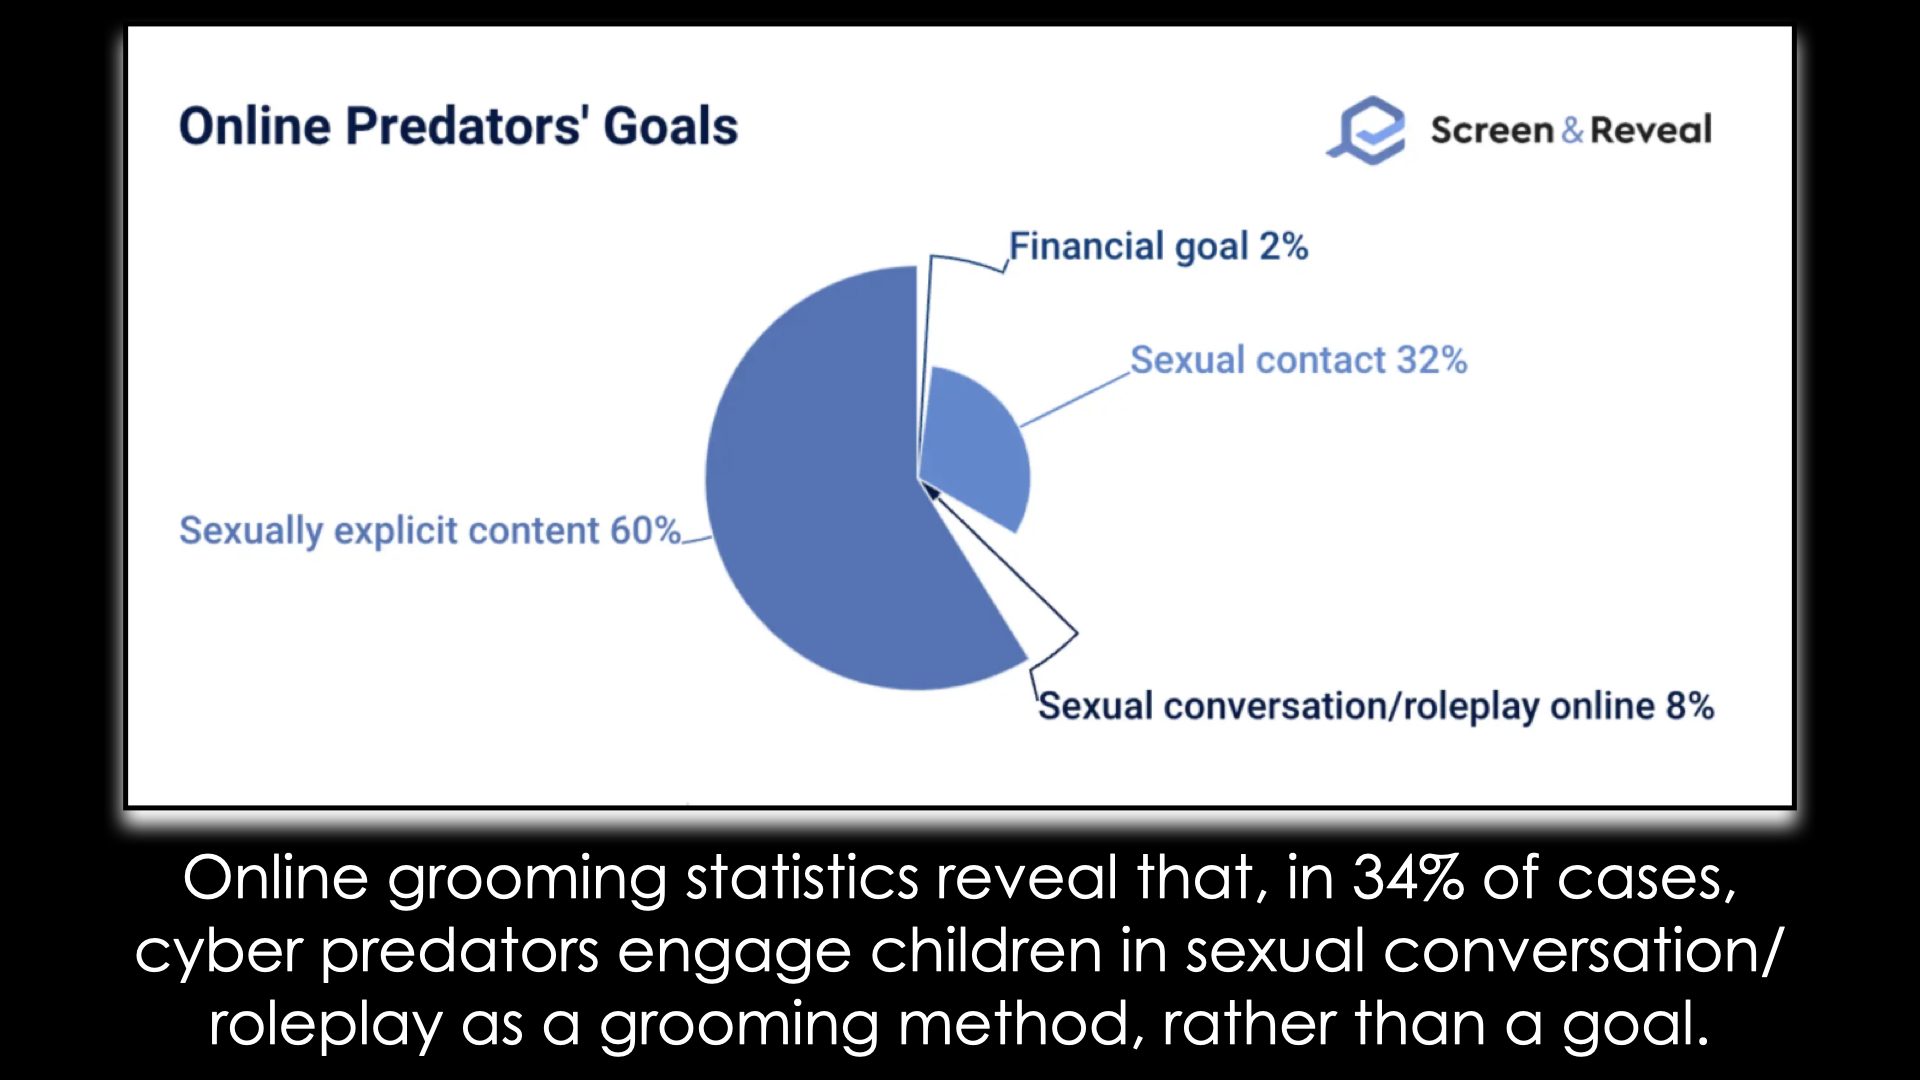 Online Predators' Goals
Screen & Reveal
Financial goal 2%
Sexual contact 32%
Sexually explicit content 60%
Sexual conversation/roleplay online 8%
Online grooming statistics reveal that, in 34% of cases,
cyber predators engage children in sexual conversation/
roleplay as a grooming method, rather than a goal.